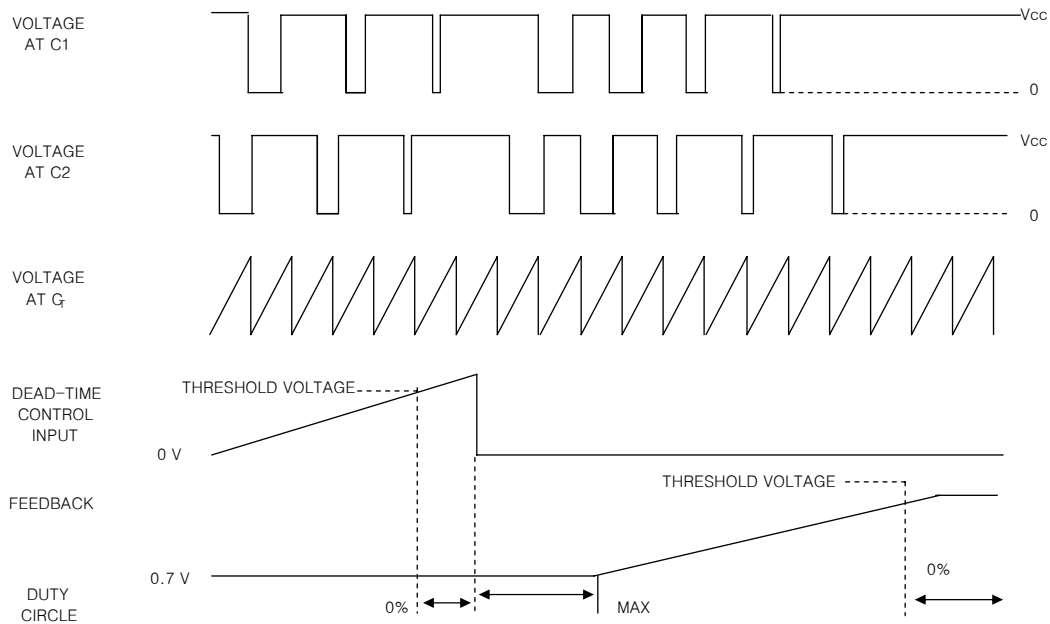 VOLTAGE
AT C1
Vcc
0
VOLTAGE
AT C2
Vcc
0
VOLTAGE
AT CT
DEAD-TIME
CONTROL
INPUT
THRESHOLD VOLTAGE
0 V
FEEDBACK
THRESHOLD VOLTAGE
0.7 V
DUTY
CIRCLE
0%
MAX
0%